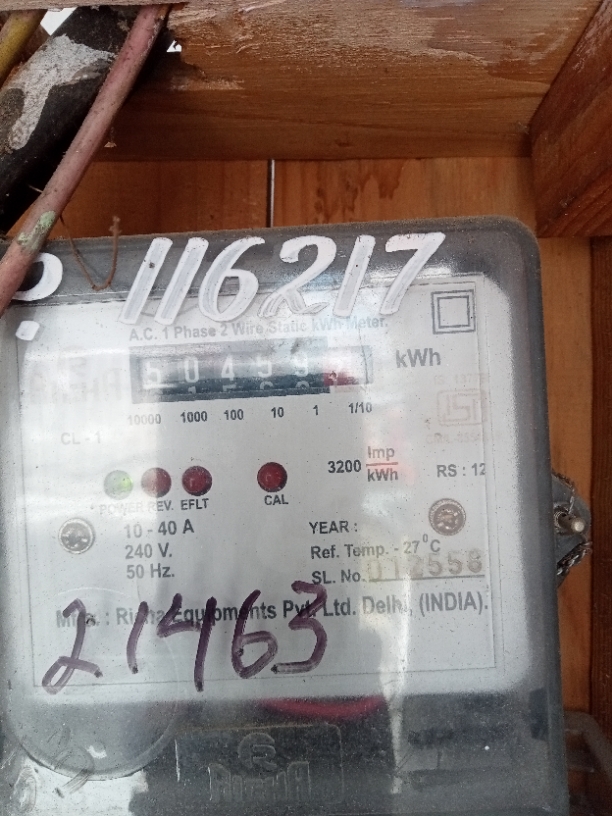 116217
A.C. 1 Phase 2 Wire Static kWh Meter.
kWh
10000 1000 100 10 1 1/10
CL - 1
3200 Imp/kWh
RS : 12
POWER REV. EFLT CAL
10 - 40 A
YEAR :
240 V.
Ref. Temp. - 27°C
50 Hz.
SL. No.
Equipments Pvt. Ltd. Delhi, (INDIA).
21463